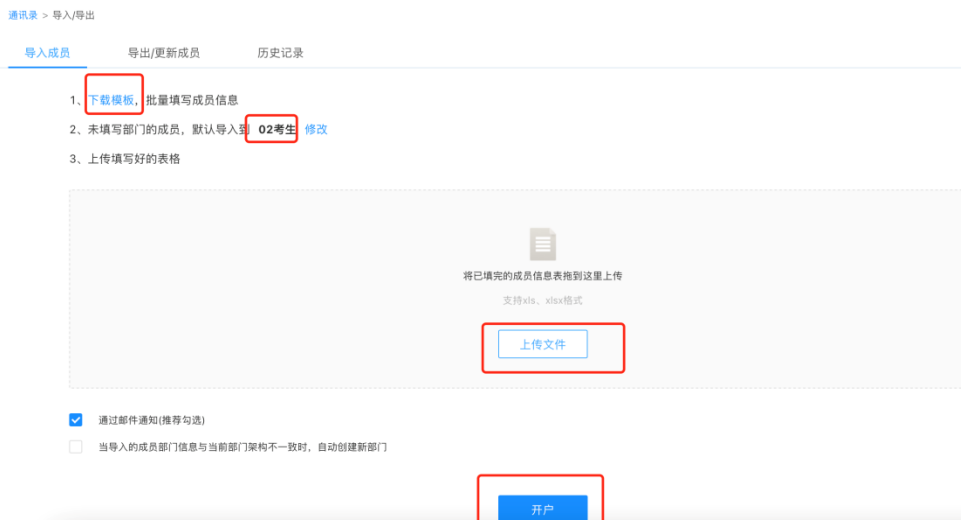 通讯录 > 导入/导出
导入成员 导出/更新成员 历史记录
1、下载模板，批量填写成员信息
2、未填写部门的成员，默认导入到 02考生 修改
3、上传填写好的表格
将已填完的成员信息表拖到这里上传
支持xls、xlsx格式
上传文件
通过邮件通知(推荐勾选)
当导入的成员部门信息与当前部门架构不一致时，自动创建新部门
开户